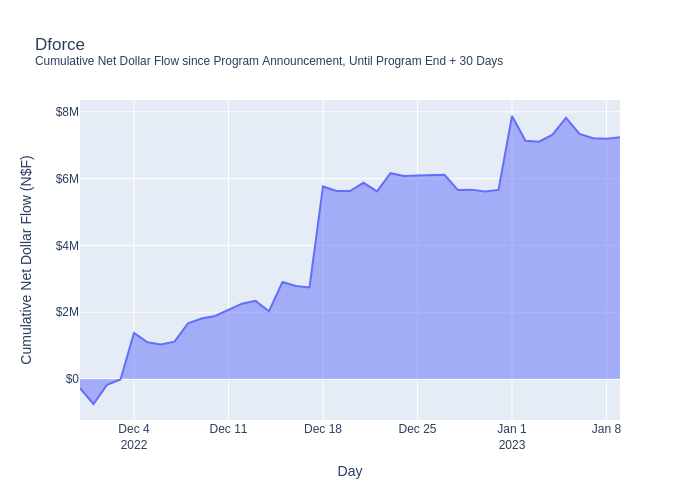 Dforce
Cumulative Net Dollar Flow since Program Announcement, Until Program End + 30 Days
$8M
$6M
$4M
$2M
$0
Cumulative Net Dollar Flow (N$F)
Dec 4
2022
Dec 11
Dec 18
Dec 25
Jan 1
2023
Jan 8
Day